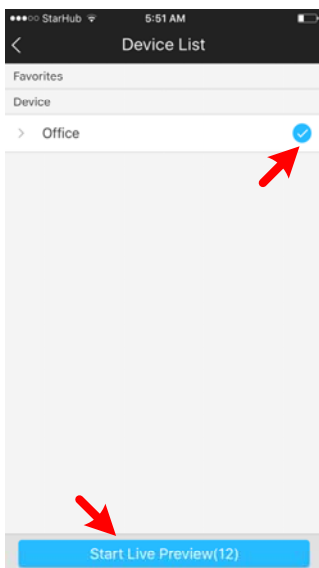 StarHub 5:51 AM
Device List
Favorites
Device
Office
Start Live Preview(12)